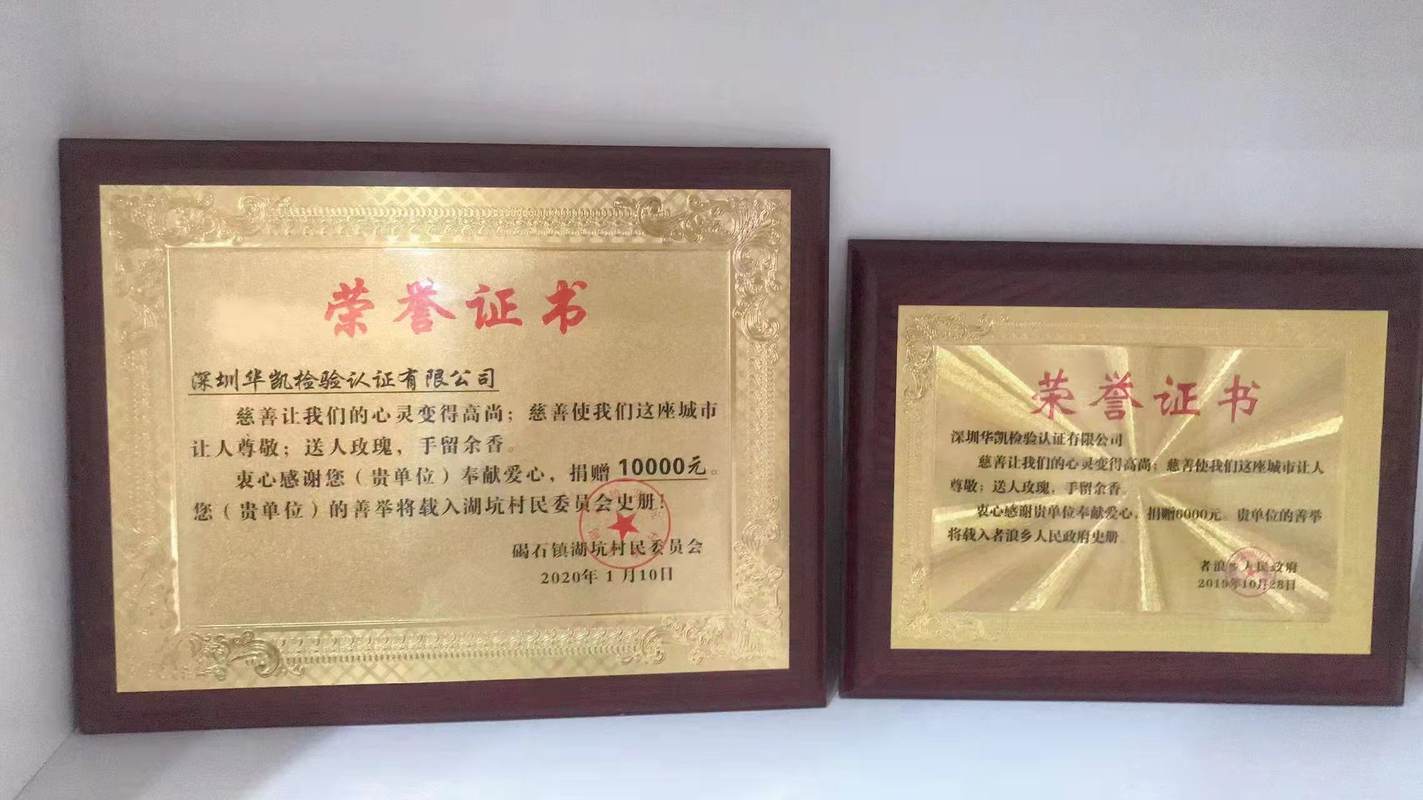 荣誉证书
深圳华凯检验认证有限公司
慈善让我们的心灵变得高尚；慈善使我们这座城市
让人尊敬；送人玫瑰，手留余香。
衷心感谢您（贵单位）奉献爱心，捐赠 10000元。
您（贵单位）的善举将载入湖坑村民委员会史册！
碣石镇湖坑村民委员会
2020年 1 月10日
荣誉证书
深圳华凯检验认证有限公司
慈善让我们的心灵变得高尚；慈善使我们这座城市让人
尊敬；送人玫瑰，手留余香。
衷心感谢贵单位奉献爱心，捐赠6000元。贵单位的善举
将载入者浪乡人民政府史册。
者浪乡人民政府
2019年10月28日